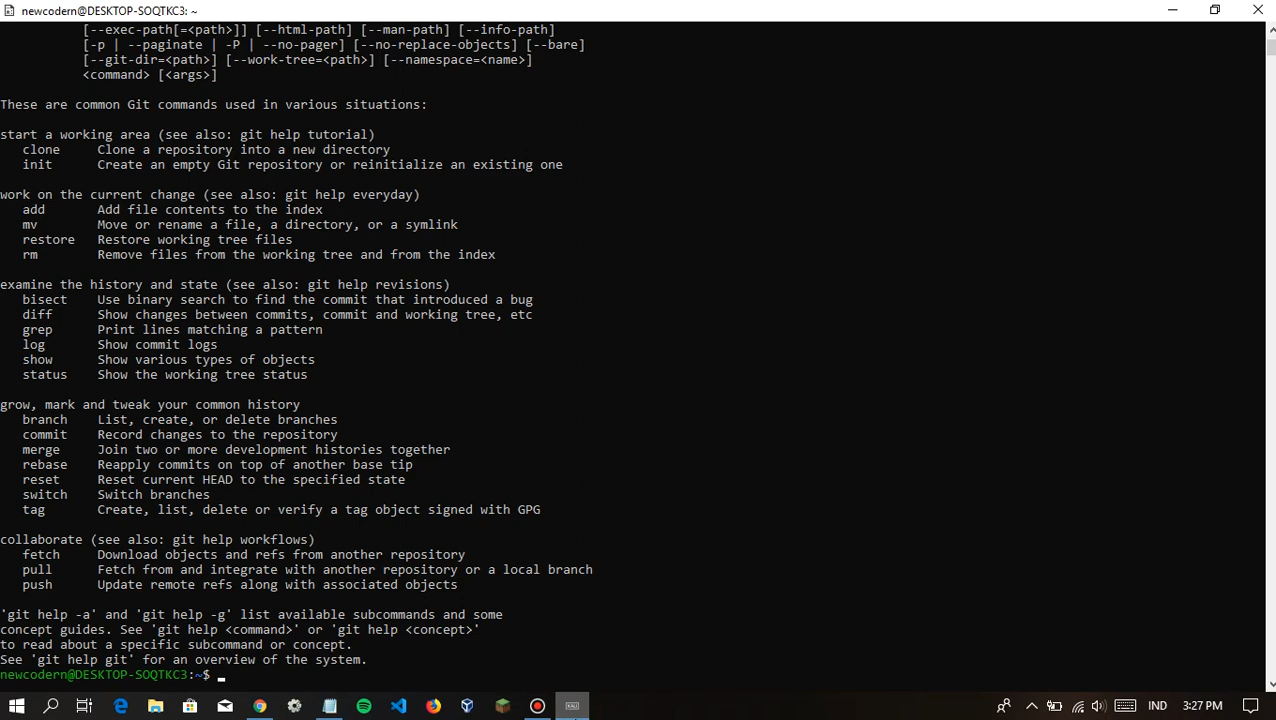 newcodern@DESKTOP-SOQTKC3: ~
[--exec-path[=<path>]] [--html-path] [--man-path] [--info-path]
[-p | --paginate | -P | --no-pager] [--no-replace-objects] [--bare]
[--git-dir=<path>] [--work-tree=<path>] [--namespace=<name>]
<command> [<args>]
These are common Git commands used in various situations:
start a working area (see also: git help tutorial)
clone Clone a repository into a new directory
init Create an empty Git repository or reinitialize an existing one
work on the current change (see also: git help everyday)
add Add file contents to the index
mv Move or rename a file, a directory, or a symlink
restore Restore working tree files
rm Remove files from the working tree and from the index
examine the history and state (see also: git help revisions)
bisect Use binary search to find the commit that introduced a bug
diff Show changes between commits, commit and working tree, etc
grep Print lines matching a pattern
log Show commit logs
show Show various types of objects
status Show the working tree status
grow, mark and tweak your common history
branch List, create, or delete branches
commit Record changes to the repository
merge Join two or more development histories together
rebase Reapply commits on top of another base tip
reset Reset current HEAD to the specified state
switch Switch branches
tag Create, list, delete or verify a tag object signed with GPG
collaborate (see also: git help workflows)
fetch Download objects and refs from another repository
pull Fetch from and integrate with another repository or a local branch
push Update remote refs along with associated objects
'git help -a' and 'git help -g' list available subcommands and some
concept guides. See 'git help <command>' or 'git help <concept>'
to read about a specific subcommand or concept.
See 'git help git' for an overview of the system.
newcodern@DESKTOP-SOQTKC3:~$
IND 3:27 PM